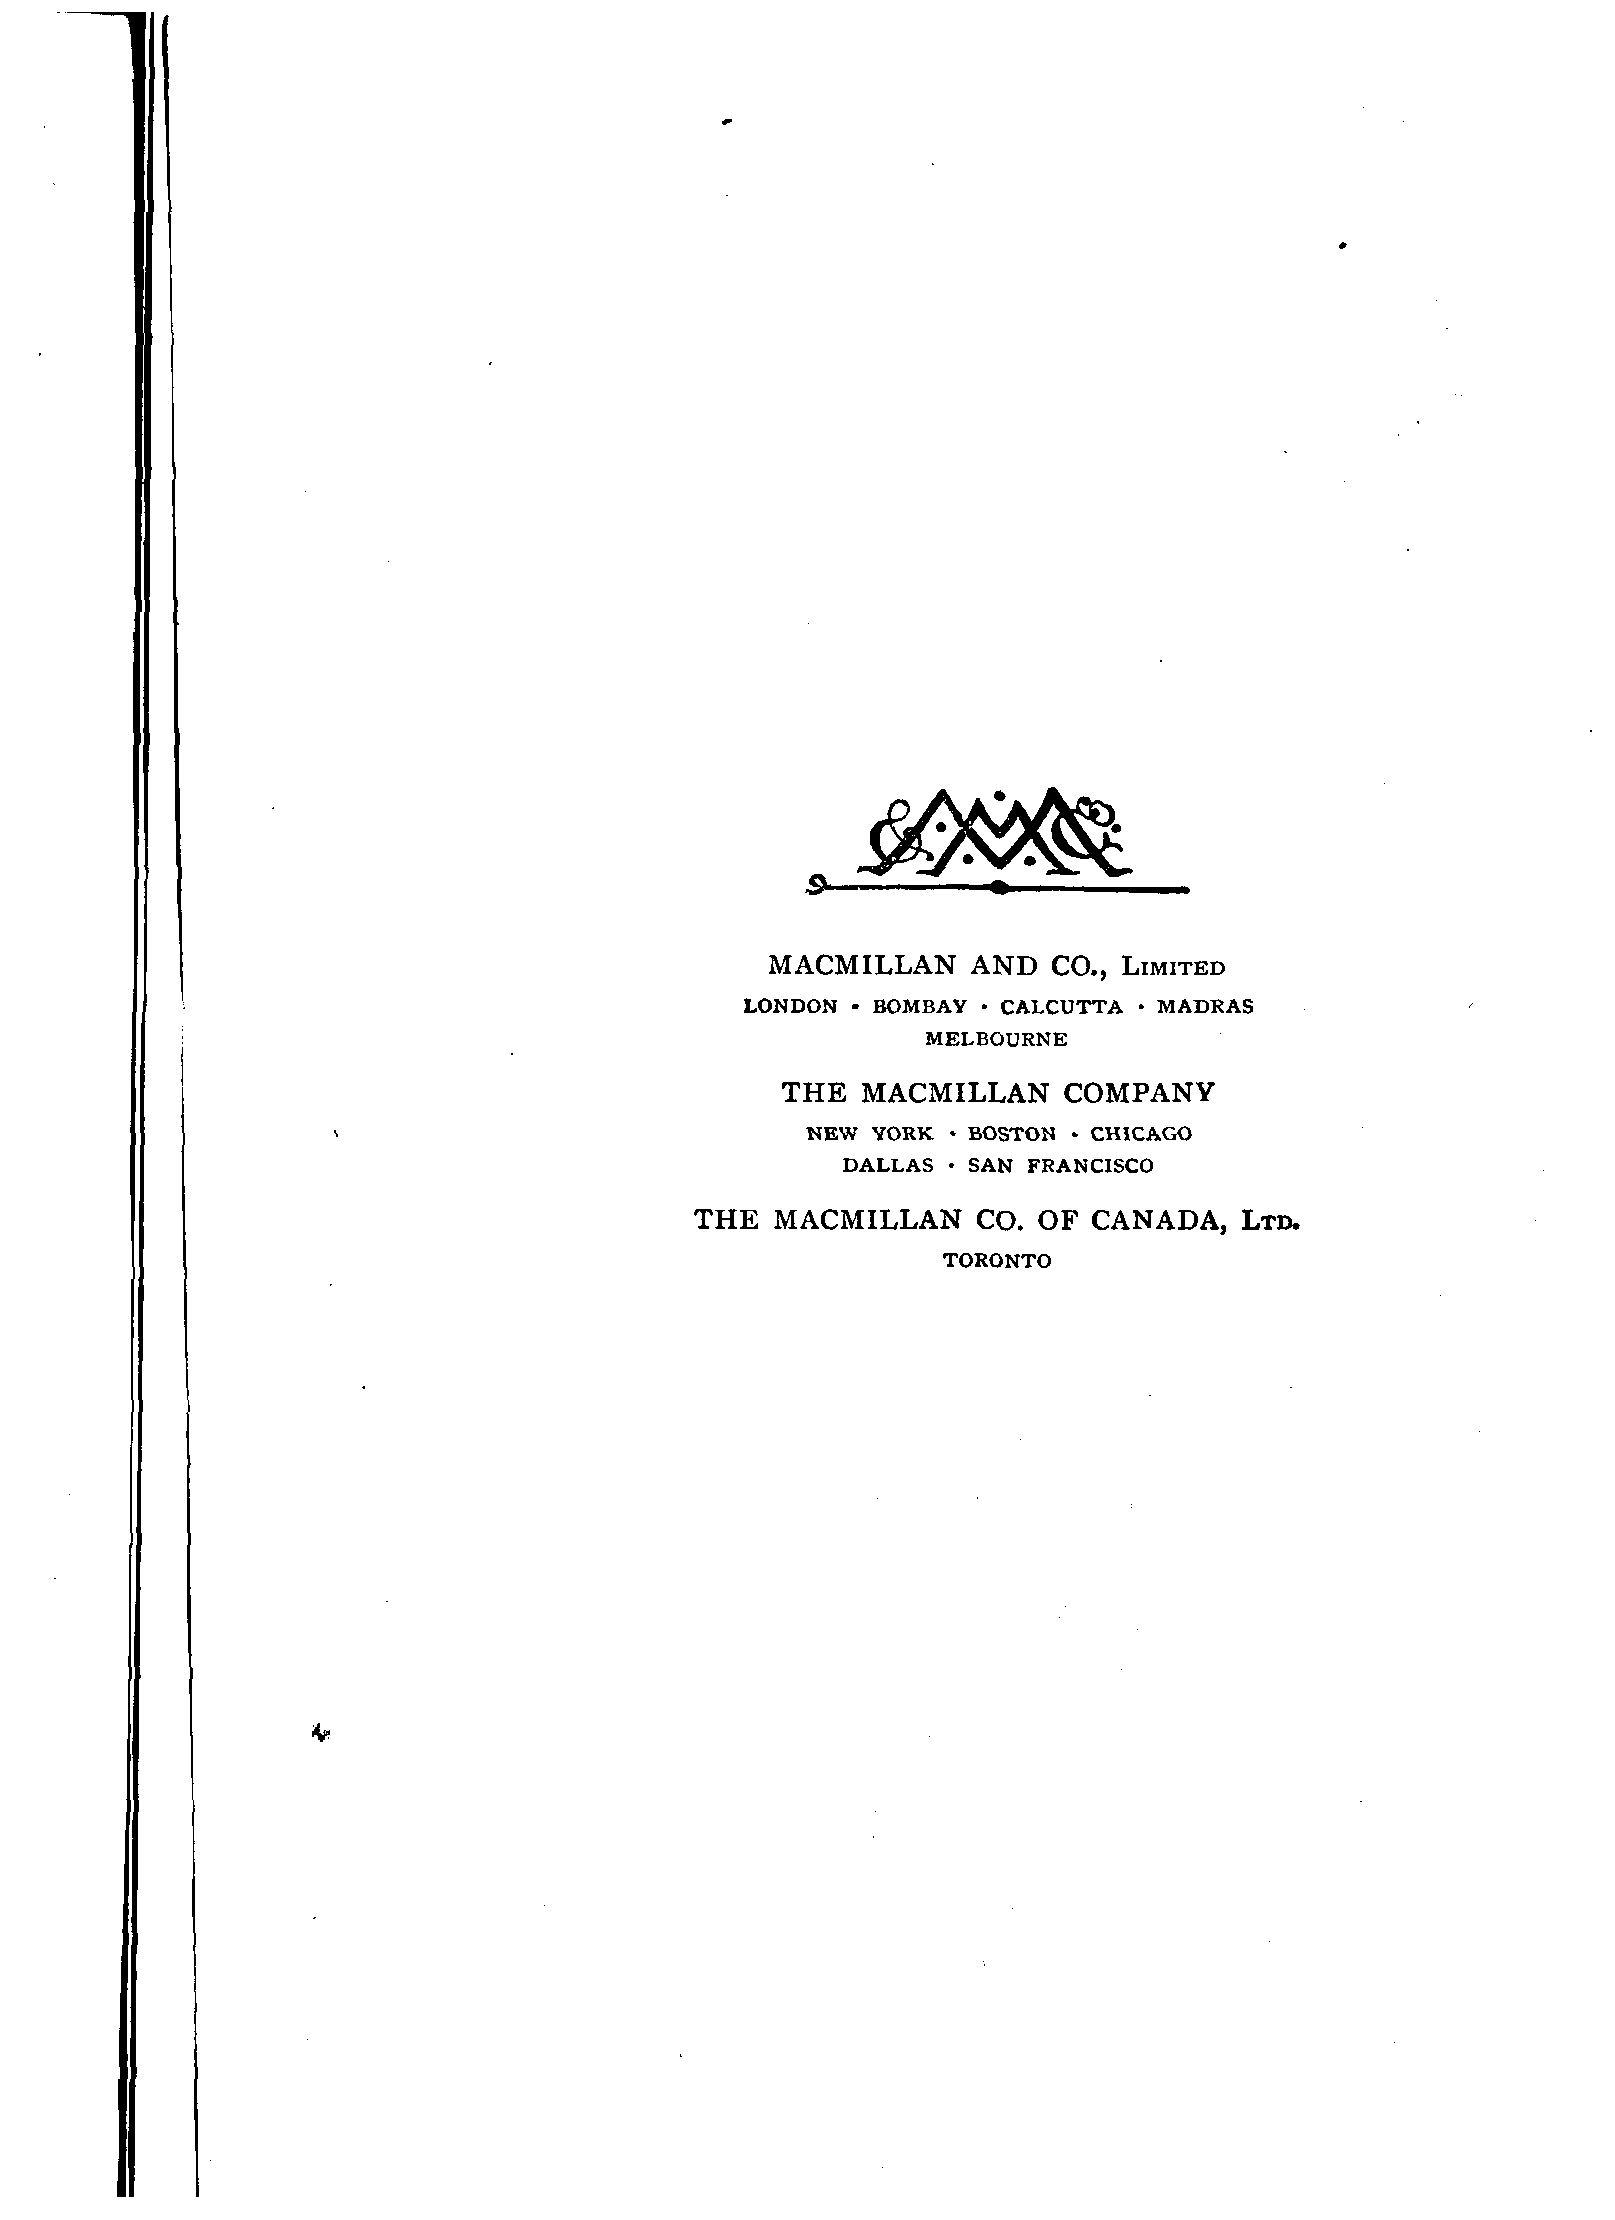 MACMILLAN AND CO., LIMITED
LONDON · BOMBAY · CALCUTTA · MADRAS
MELBOURNE
THE MACMILLAN COMPANY
NEW YORK · BOSTON · CHICAGO
DALLAS · SAN FRANCISCO
THE MACMILLAN CO. OF CANADA, LTD.
TORONTO